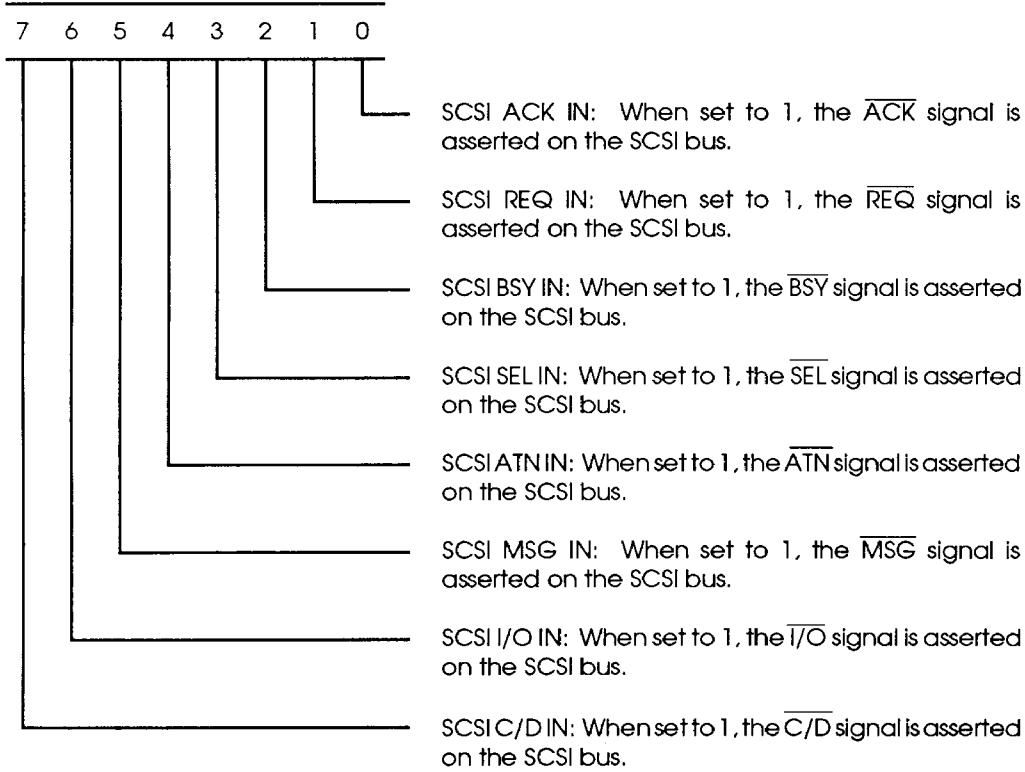 7 6 5 4 3 2 1 0
SCSI ACK IN: When set to 1, the A̅C̅K̅ signal is
asserted on the SCSI bus.
SCSI REQ IN: When set to 1, the R̅E̅Q̅ signal is
asserted on the SCSI bus.
SCSI BSY IN: When set to 1, the B̅S̅Y̅ signal is asserted
on the SCSI bus.
SCSI SEL IN: When set to 1, the S̅E̅L̅ signal is asserted
on the SCSI bus.
SCSI ATN IN: When set to 1, the A̅T̅N̅ signal is asserted
on the SCSI bus.
SCSI MSG IN: When set to 1, the M̅S̅G̅ signal is
asserted on the SCSI bus.
SCSI I/O IN: When set to 1, the I̅/̅O̅ signal is asserted
on the SCSI bus.
SCSI C/D IN: When set to 1, the C̅/̅D̅ signal is asserted
on the SCSI bus.